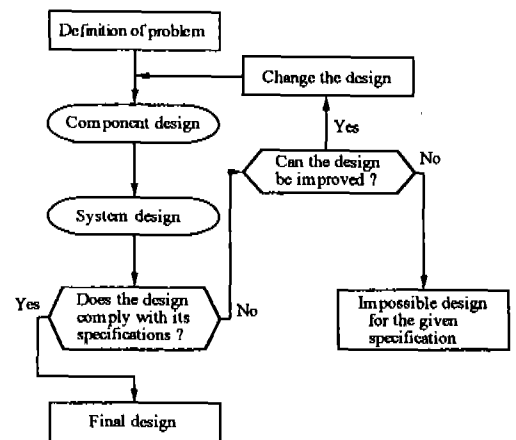 Definition of problem
Change the design
Component design
Yes
Can the design
be improved ?
No
System design
Yes
Does the design
comply with its
specifications ?
No
Impossible design
for the given
specification
Final design